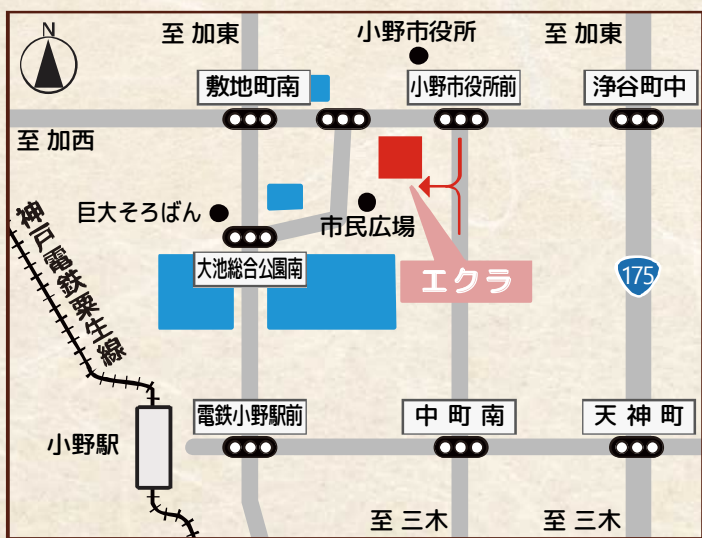 N
至 加東
小野市役所
至 加東
敷地町南
小野市役所前
浄谷町中
至 加西
巨大そろばん
市民広場
神戸電鉄粟生線
大池総合公園南
エクラ
175
電鉄小野駅前
中町南
天神町
小野駅
至 三木
至 三木